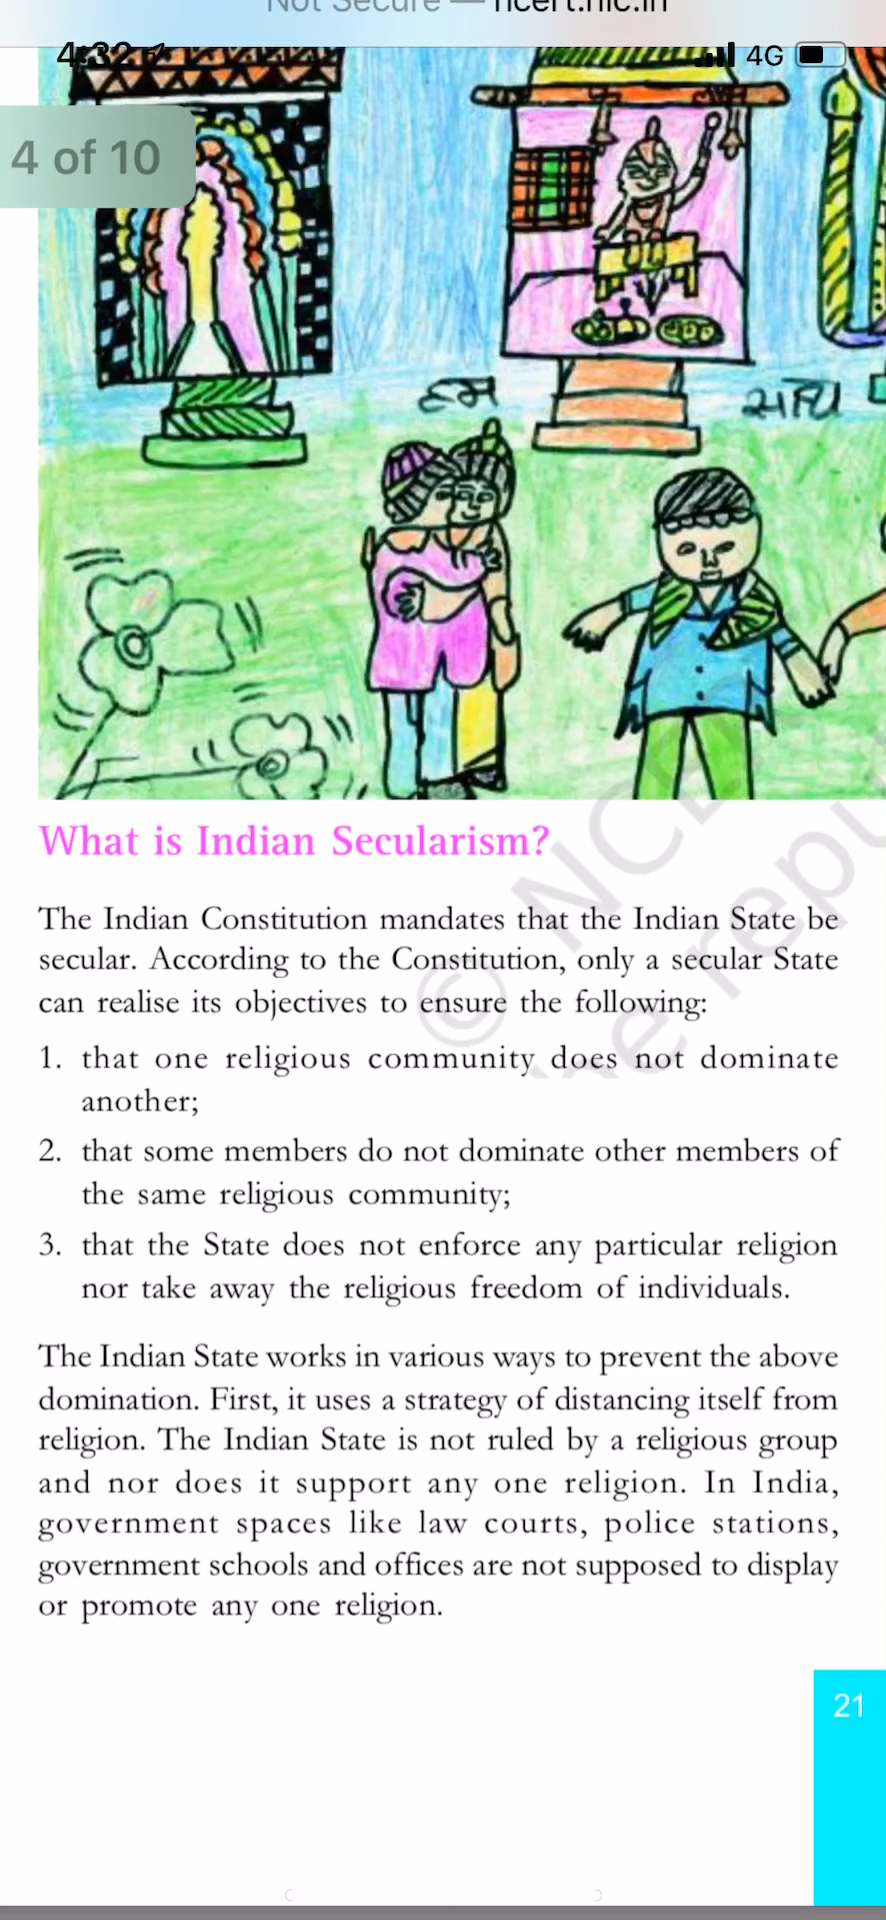 Not Secure — ncert.nic.in
4:32
4G
4 of 10
हम
What is Indian Secularism?
The Indian Constitution mandates that the Indian State be
secular. According to the Constitution, only a secular State
can realise its objectives to ensure the following:
1. that one religious community does not dominate
another;
2. that some members do not dominate other members of
the same religious community;
3. that the State does not enforce any particular religion
nor take away the religious freedom of individuals.
The Indian State works in various ways to prevent the above
domination. First, it uses a strategy of distancing itself from
religion. The Indian State is not ruled by a religious group
and nor does it support any one religion. In India,
government spaces like law courts, police stations,
government schools and offices are not supposed to display
or promote any one religion.
21